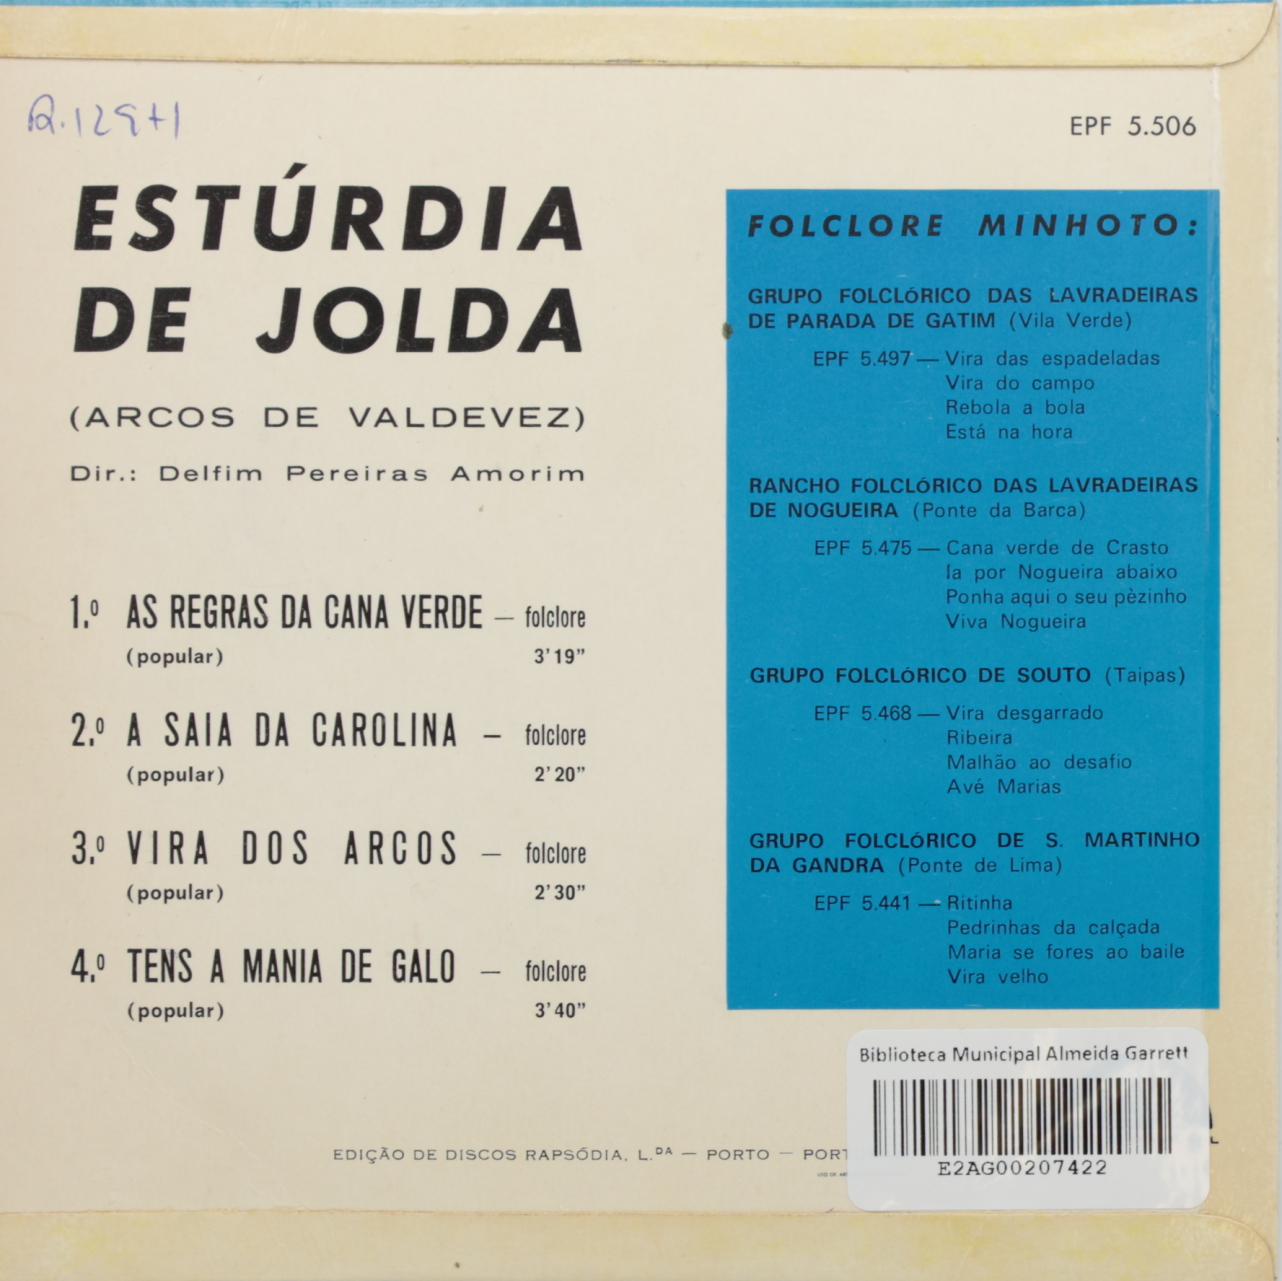 EPF 5.506
ESTÚRDIA
DE JOLDA
(ARCOS DE VALDEVEZ)
Dir.: Delfim Pereiras Amorim
1.º AS REGRAS DA CANA VERDE — folclore
(popular) 3'19"
2.º A SAIA DA CAROLINA — folclore
(popular) 2'20"
3.º VIRA DOS ARCOS — folclore
(popular) 2'30"
4.º TENS A MANIA DE GALO — folclore
(popular) 3'40"
FOLCLORE MINHOTO:
GRUPO FOLCLÓRICO DAS LAVRADEIRAS
DE PARADA DE GATIM (Vila Verde)
EPF 5.497 — Vira das espadeladas
Vira do campo
Rebola a bola
Está na hora
RANCHO FOLCLÓRICO DAS LAVRADEIRAS
DE NOGUEIRA (Ponte da Barca)
EPF 5.475 — Cana verde de Crasto
Ia por Nogueira abaixo
Ponha aqui o seu pèzinho
Viva Nogueira
GRUPO FOLCLÓRICO DE SOUTO (Taipas)
EPF 5.468 — Vira desgarrado
Ribeira
Malhão ao desafio
Avé Marias
GRUPO FOLCLÓRICO DE S. MARTINHO
DA GANDRA (Ponte de Lima)
EPF 5.441 — Ritinha
Pedrinhas da calçada
Maria se fores ao baile
Vira velho
Biblioteca Municipal Almeida Garrett
E2AG00207422
EDIÇÃO DE DISCOS RAPSÓDIA, L.DA — PORTO — PORT